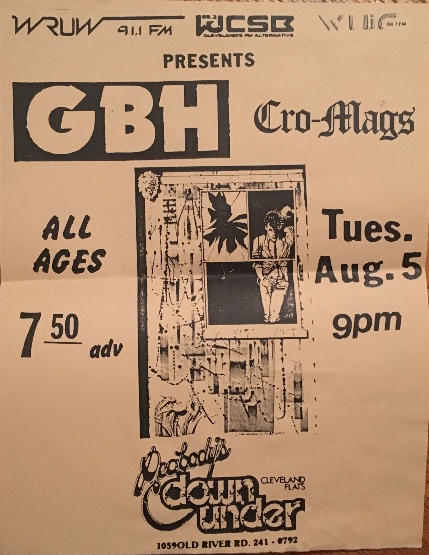 WRUW 91.1 FM WCSB
CLEVELAND'S FM ALTERNATIVE
PRESENTS
GBH Cro-Mags
GBH
ALL AGES
Tues.
Aug. 5
7 50 adv
9pm
Peabody's
down under
CLEVELAND
FLATS
1059 OLD RIVER RD. 241-0792